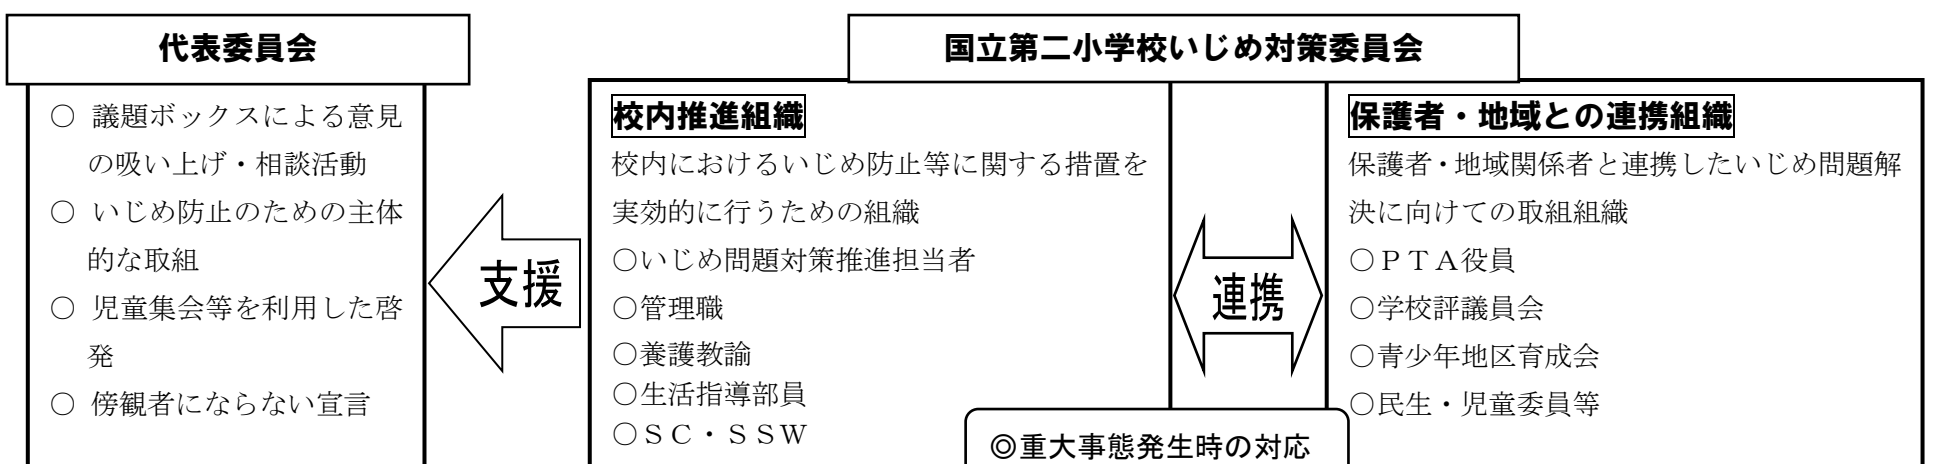 代表委員会
○ 議題ボックスによる意見
の吸い上げ・相談活動
○ いじめ防止のための主体
的な取組
○ 児童集会等を利用した啓
発
○ 傍観者にならない宣言
支援
国立第二小学校いじめ対策委員会
校内推進組織
校内におけるいじめ防止等に関する措置を
実効的に行うための組織
○いじめ問題対策推進担当者
○管理職
○養護教諭
○生活指導部員
○ＳＣ・ＳＳＷ
連携
保護者・地域との連携組織
保護者・地域関係者と連携したいじめ問題解
決に向けての取組組織
○ＰＴＡ役員
○学校評議員会
○青少年地区育成会
○民生・児童委員等
◎重大事態発生時の対応